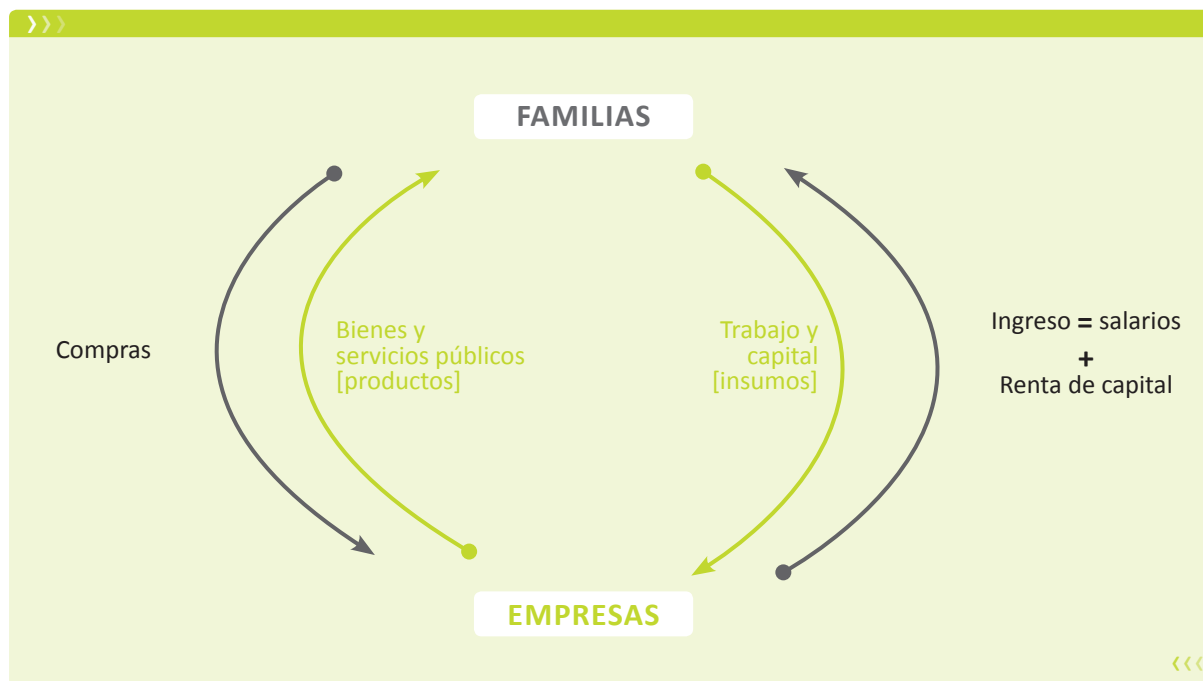 FAMILIAS
Compras
Bienes y
servicios públicos
[productos]
Trabajo y
capital
[insumos]
Ingreso = salarios
+
Renta de capital
EMPRESAS